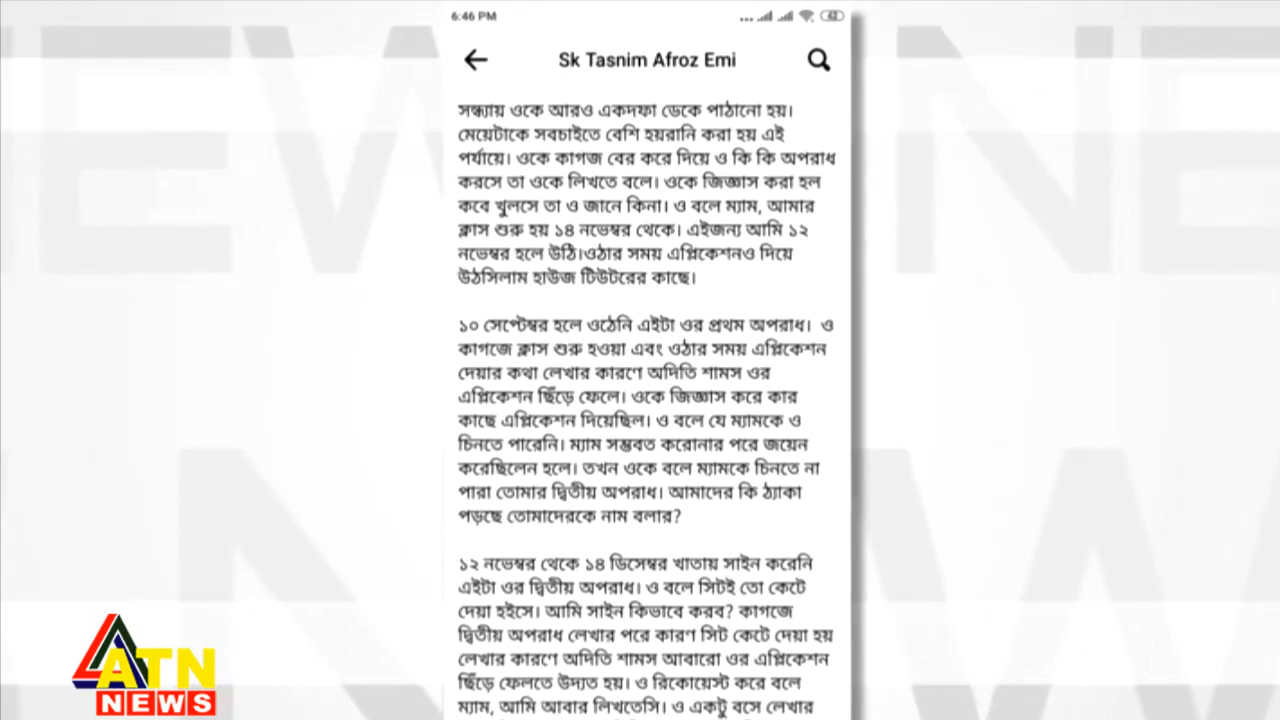 6:46 PM
42
Sk Tasnim Afroz Emi
সন্ধ্যায় ওকে আরও একদফা ডেকে পাঠানো হয়।
মেয়েটাকে সবচাইতে বেশি হয়রানি করা হয় এই
পর্যায়ে। ওকে কাগজ বের করে দিয়ে ও কি কি অপরাধ
করসে তা ওকে লিখতে বলে। ওকে জিজ্ঞাস করা হল
কবে খুলসে তা ও জানে কিনা। ও বলে ম্যাম, আমার
ক্লাস শুরু হয় ১৪ নভেম্বর থেকে। এইজন্য আমি ১২
নভেম্বর হলে উঠি।ওঠার সময় এপ্লিকেশনও দিয়ে
উঠসিলাম হাউজ টিউটরের কাছে।
১০ সেপ্টেম্বর হলে ওঠেনি এইটা ওর প্রথম অপরাধ। ও
কাগজে ক্লাস শুরু হওয়া এবং ওঠার সময় এপ্লিকেশন
দেয়ার কথা লেখার কারণে অদিতি শামস ওর
এপ্লিকেশন ছিঁড়ে ফেলে। ওকে জিজ্ঞাস করে কার
কাছে এপ্লিকেশন দিয়েছিল। ও বলে যে ম্যামকে ও
চিনতে পারেনি। ম্যাম সম্ভবত করোনার পরে জয়েন
করেছিলেন হলে। তখন ওকে বলে ম্যামকে চিনতে না
পারা তোমার দ্বিতীয় অপরাধ। আমাদের কি ঠ্যাকা
পড়ছে তোমাদেরকে নাম বলার?
১২ নভেম্বর থেকে ১৪ ডিসেম্বর খাতায় সাইন করেনি
এইটা ওর দ্বিতীয় অপরাধ। ও বলে সিটই তো কেটে
দেয়া হইসে। আমি সাইন কিভাবে করব? কাগজে
দ্বিতীয় অপরাধ লেখার পরে কারণ সিট কেটে দেয়া হয়
লেখার কারণে অদিতি শামস আবারো ওর এপ্লিকেশন
ছিঁড়ে ফেলতে উদ্যত হয়। ও রিকোয়েস্ট করে বলে
ম্যাম, আমি আবার লিখতেসি। ও একটু বসে লেখার
ATN
NEWS